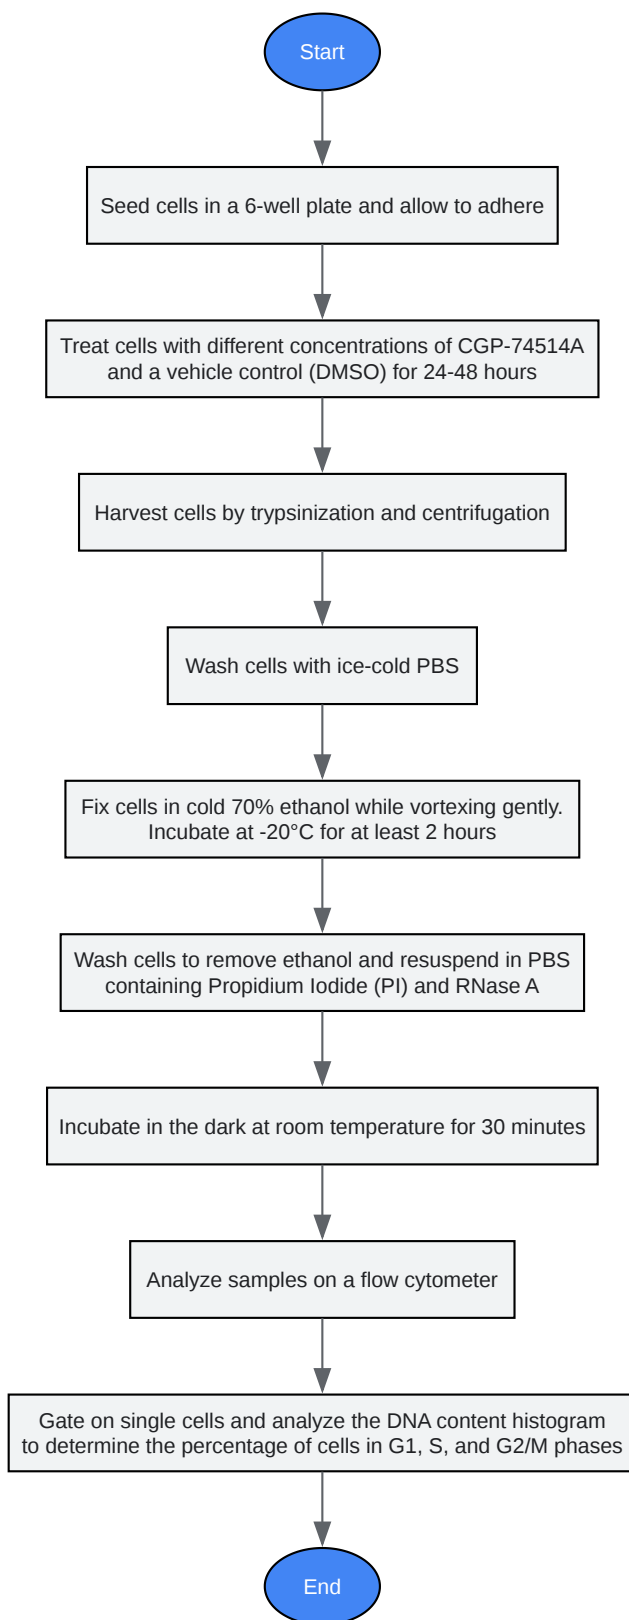 Start
Seed cells in a 6-well plate and allow to adhere
Treat cells with different concentrations of CGP-74514A
and a vehicle control (DMSO) for 24-48 hours
Harvest cells by trypsinization and centrifugation
Wash cells with ice-cold PBS
Fix cells in cold 70% ethanol while vortexing gently.
Incubate at -20°C for at least 2 hours
Wash cells to remove ethanol and resuspend in PBS
containing Propidium Iodide (PI) and RNase A
Incubate in the dark at room temperature for 30 minutes
Analyze samples on a flow cytometer
Gate on single cells and analyze the DNA content histogram
to determine the percentage of cells in G1, S, and G2/M phases
End